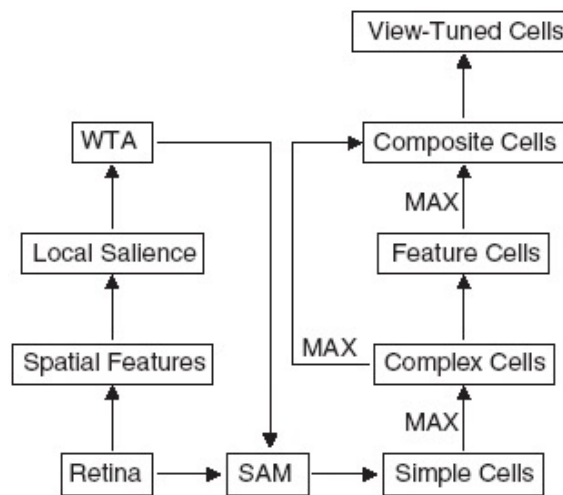 View-Tuned Cells
WTA
Composite Cells
MAX
Local Salience
Feature Cells
MAX
Spatial Features
Complex Cells
MAX
Retina
SAM
Simple Cells